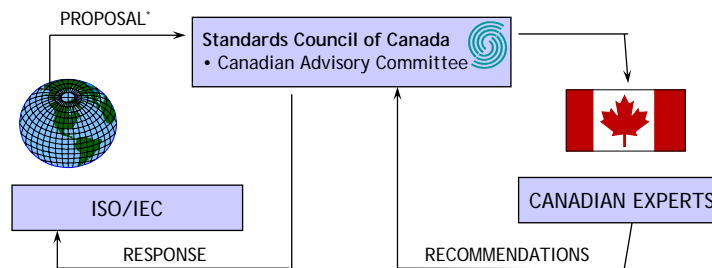 PROPOSAL*
Standards Council of Canada
• Canadian Advisory Committee
ISO/IEC
CANADIAN EXPERTS
RESPONSE
RECOMMENDATIONS